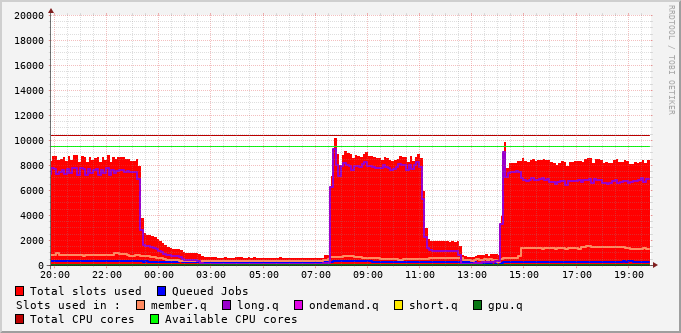 20000
18000
16000
14000
12000
10000
8000
6000
4000
2000
0
20:00 22:00 00:00 03:00 05:00 07:00 09:00 11:00 13:00 15:00 17:00 19:00
RRDTOOL / TOBI OETIKER
Total slots used Queued Jobs
Slots used in : member.q long.q ondemand.q short.q gpu.q
Total CPU cores Available CPU cores